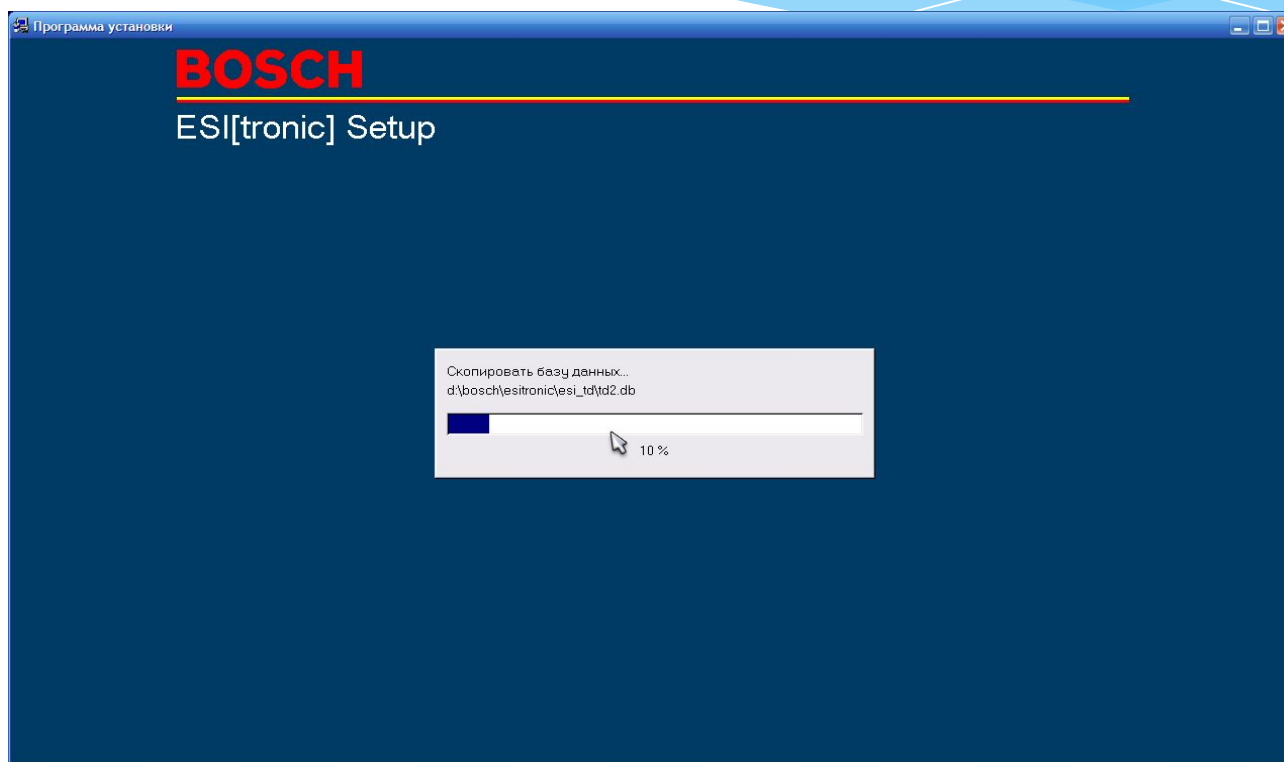 Программа установки
BOSCH
ESI[tronic] Setup
Скопировать базу данных...
d:\bosch\esitronic\esi_td\td2.db
10 %